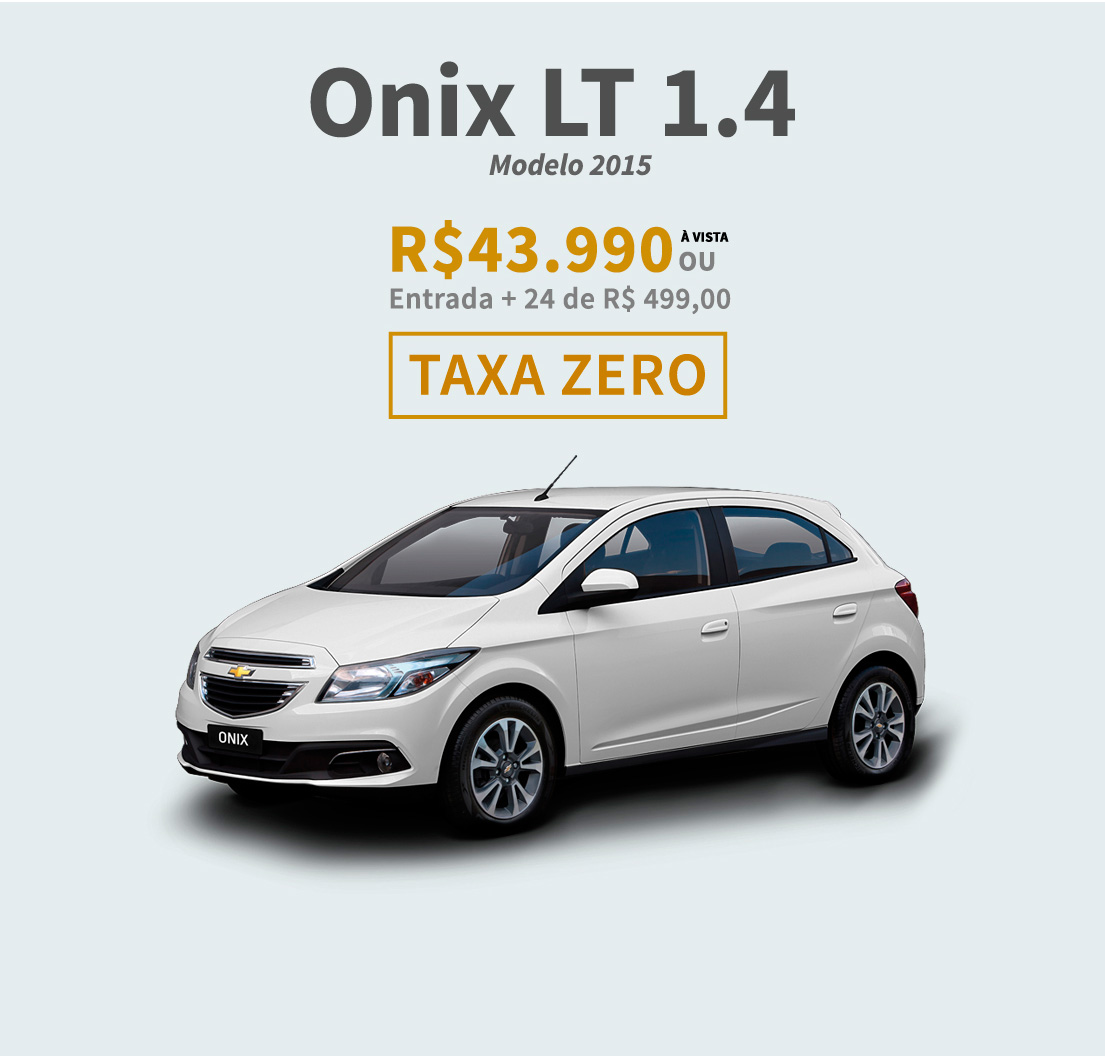 Onix LT 1.4
Modelo 2015
R$43.990 À VISTA
OU
Entrada + 24 de R$ 499,00
TAXA ZERO
ONIX